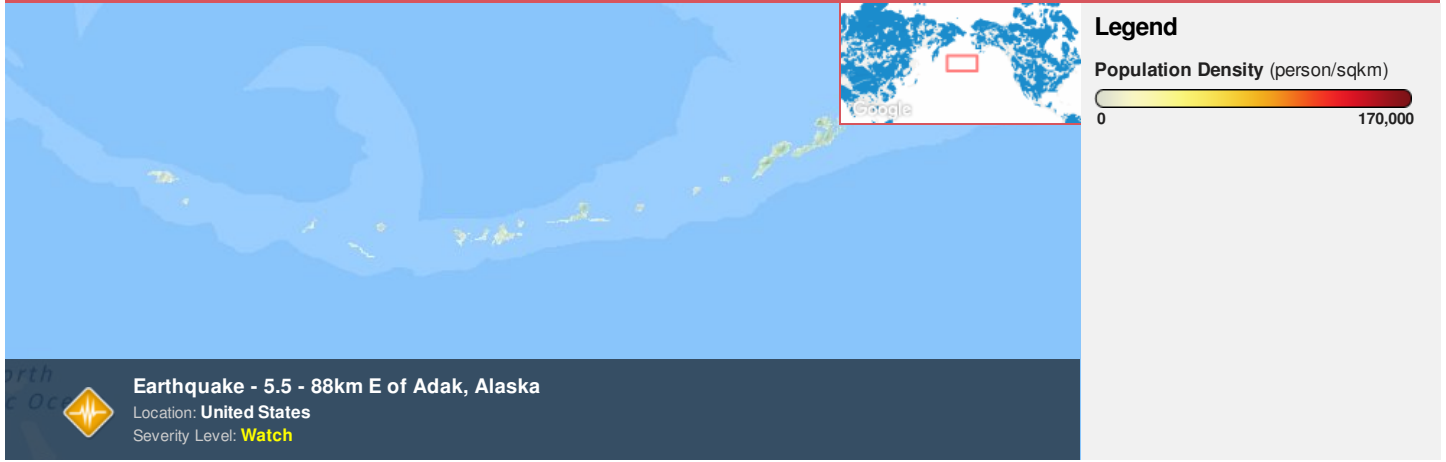 Google
Legend
Population Density (person/sqkm)
0 170,000
Earthquake - 5.5 - 88km E of Adak, Alaska
Location: United States
Severity Level: Watch